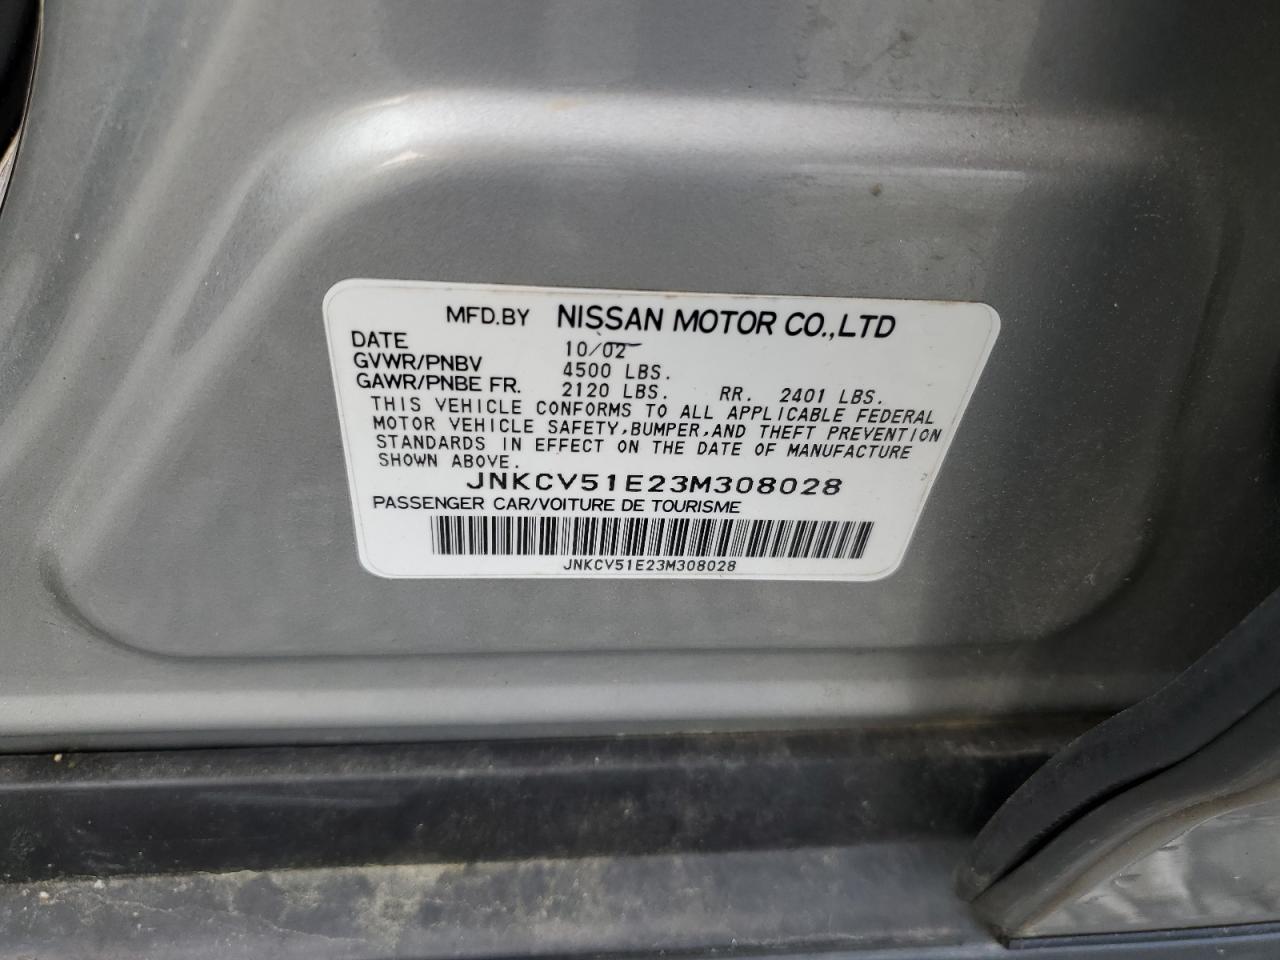 MFD.BY NISSAN MOTOR CO.,LTD
DATE 10/02
GVWR/PNBV 4500 LBS.
GAWR/PNBE FR. 2120 LBS. RR. 2401 LBS.
THIS VEHICLE CONFORMS TO ALL APPLICABLE FEDERAL
MOTOR VEHICLE SAFETY,BUMPER,AND THEFT PREVENTION
STANDARDS IN EFFECT ON THE DATE OF MANUFACTURE
SHOWN ABOVE.
JNKCV51E23M308028
PASSENGER CAR/VOITURE DE TOURISME
JNKCV51E23M308028